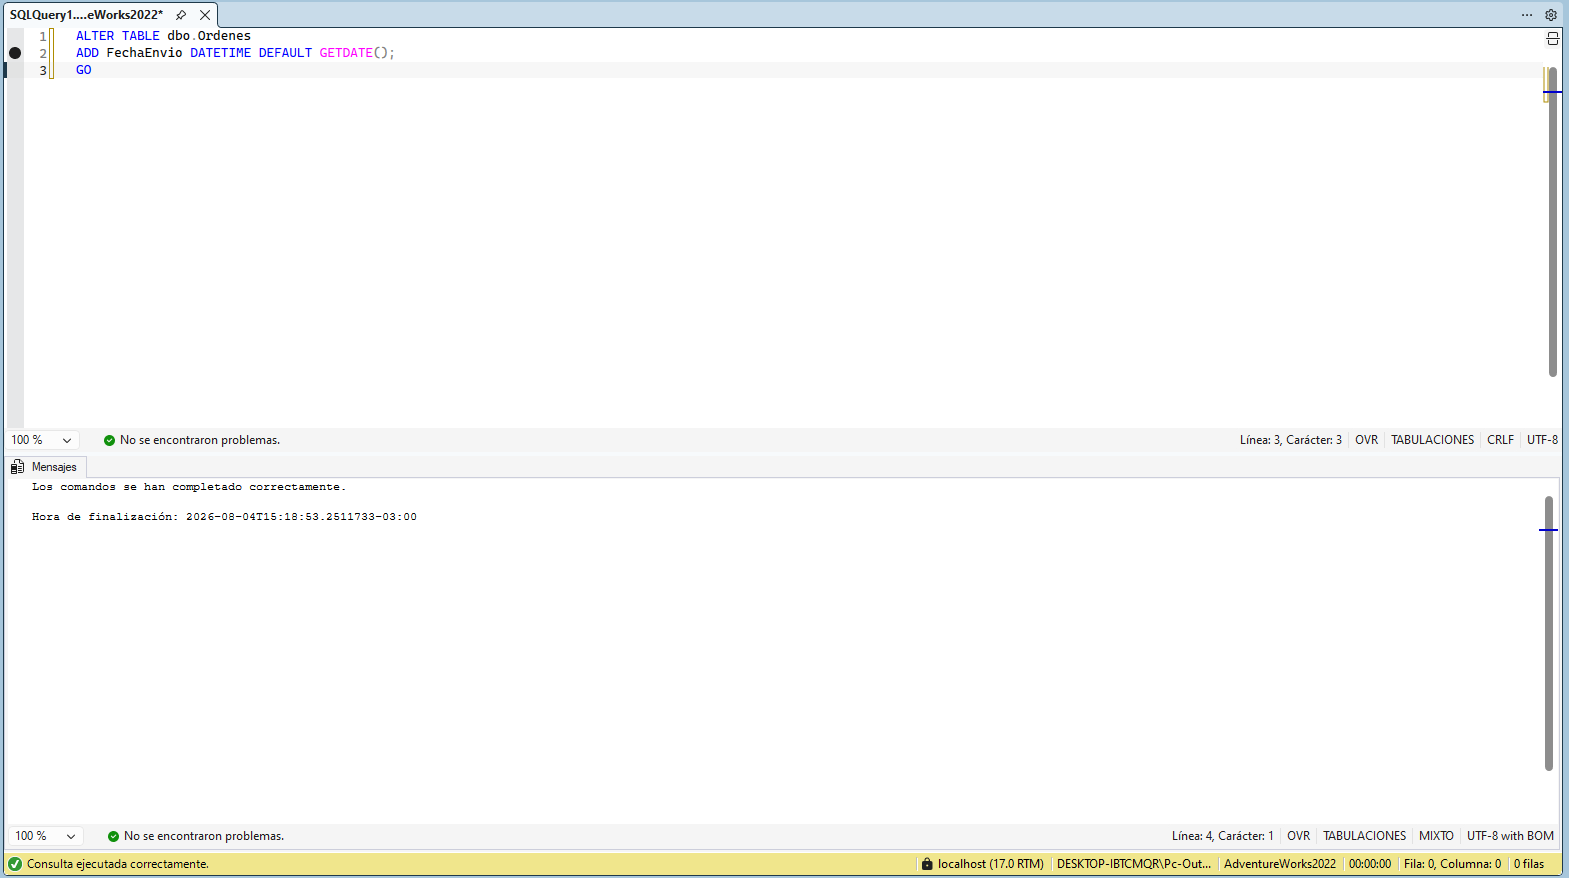 SQLQuery1....eWorks2022*
1 ALTER TABLE dbo.Ordenes
2 ADD FechaEnvio DATETIME DEFAULT GETDATE();
3 GO
100 % No se encontraron problemas. Línea: 3, Carácter: 3 OVR TABULACIONES CRLF UTF-8
Mensajes
Los comandos se han completado correctamente.
Hora de finalización: 2026-08-04T15:18:53.2511733-03:00
100 % No se encontraron problemas. Línea: 4, Carácter: 1 OVR TABULACIONES MIXTO UTF-8 with BOM
Consulta ejecutada correctamente. localhost (17.0 RTM) DESKTOP-IBTCMQR\Pc-Out... AdventureWorks2022 00:00:00 Fila: 0, Columna: 0 0 filas